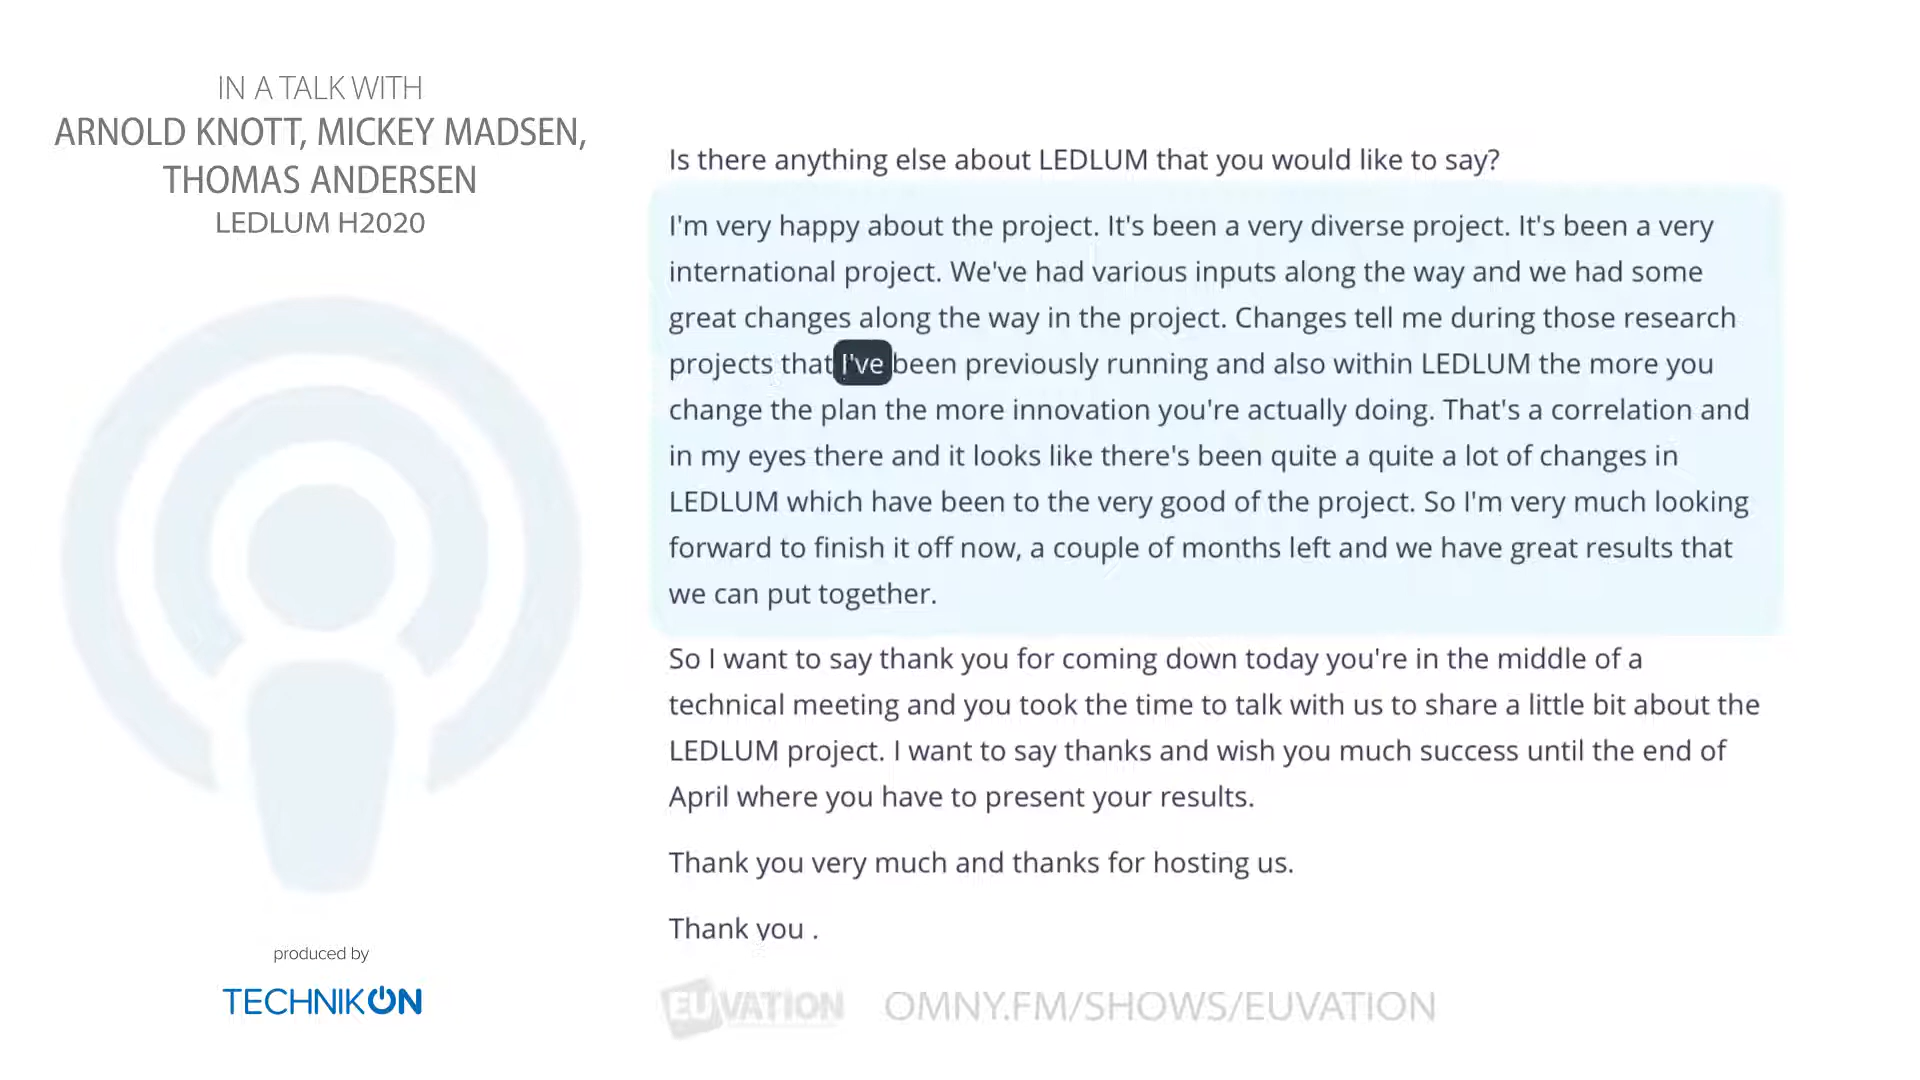 IN A TALK WITH
ARNOLD KNOTT, MICKEY MADSEN,
THOMAS ANDERSEN
LEDLUM H2020
Is there anything else about LEDLUM that you would like to say?
I'm very happy about the project. It's been a very diverse project. It's been a very
international project. We've had various inputs along the way and we had some
great changes along the way in the project. Changes tell me during those research
projects that I've been previously running and also within LEDLUM the more you
change the plan the more innovation you're actually doing. That's a correlation and
in my eyes there and it looks like there's been quite a quite a lot of changes in
LEDLUM which have been to the very good of the project. So I'm very much looking
forward to finish it off now, a couple of months left and we have great results that
we can put together.
So I want to say thank you for coming down today you're in the middle of a
technical meeting and you took the time to talk with us to share a little bit about the
LEDLUM project. I want to say thanks and wish you much success until the end of
April where you have to present your results.
Thank you very much and thanks for hosting us.
Thank you .
produced by
TECHNIKON
EUVATION OMNY.FM/SHOWS/EUVATION